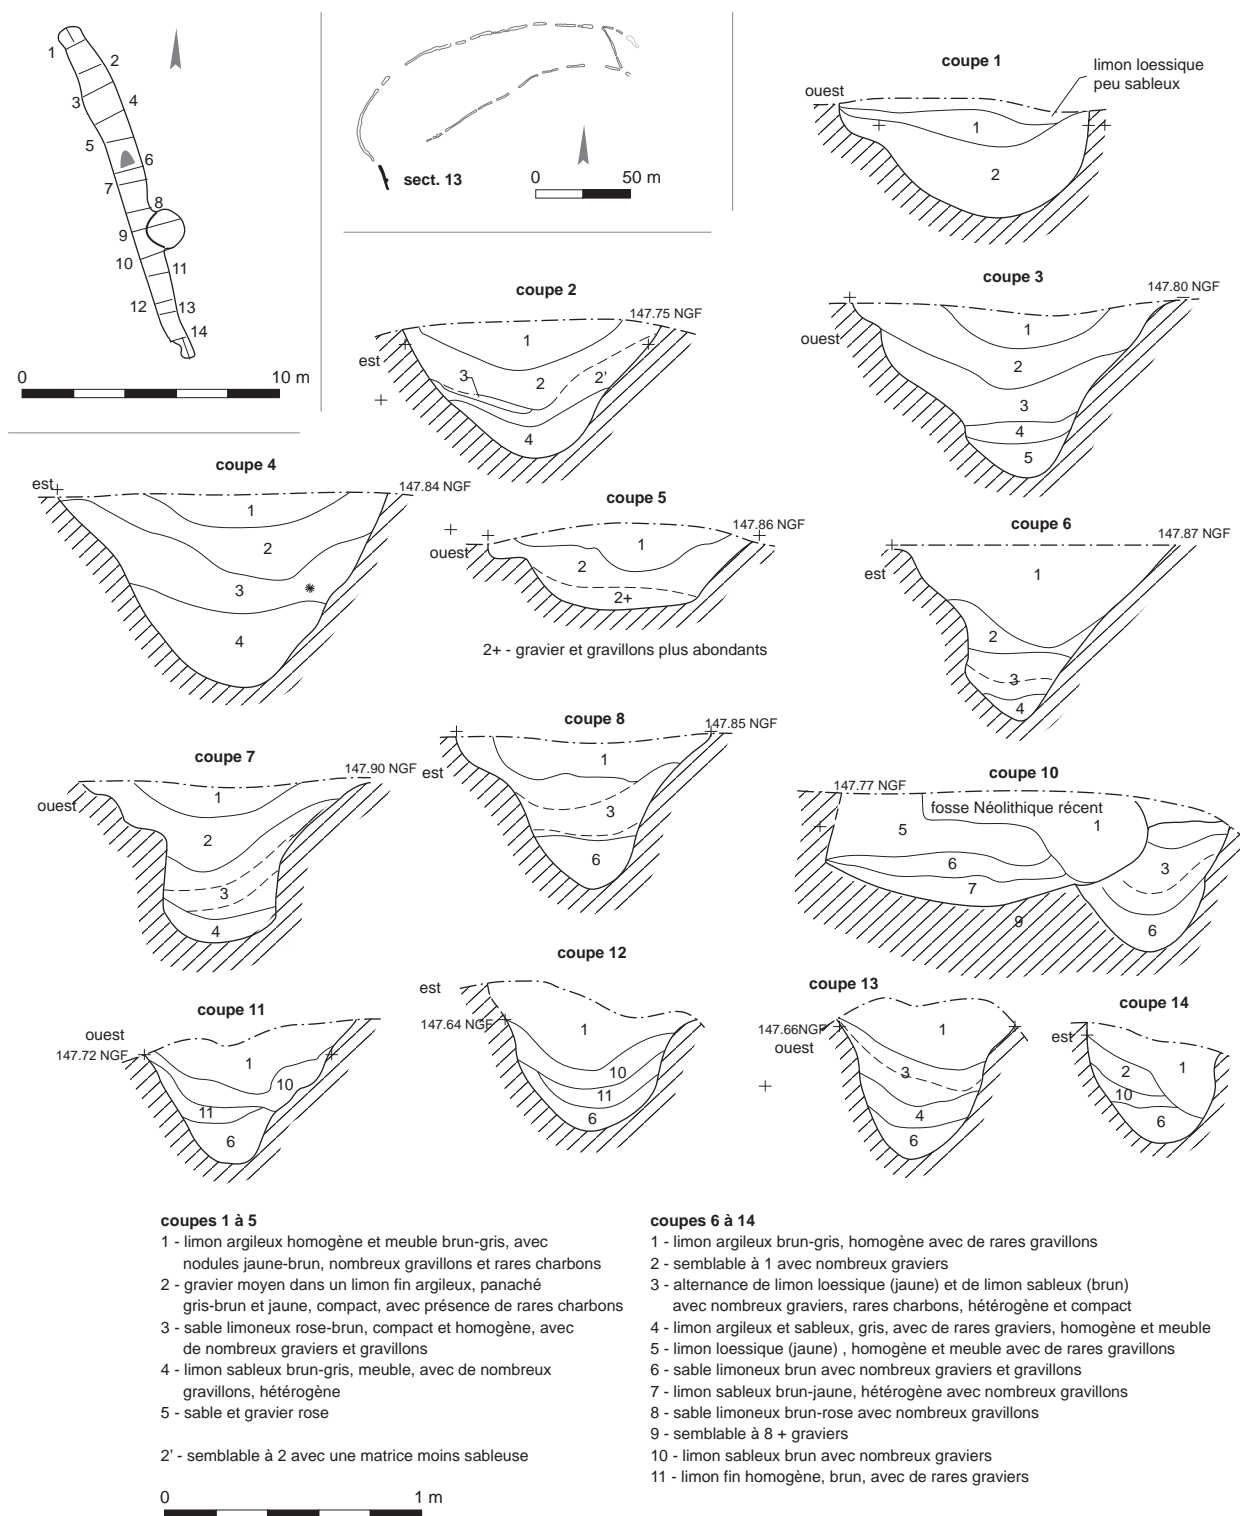 1
2
3
4
5
6
7
8
9
10
11
12
13
14
0 10 m
sect. 13
0 50 m
coupe 1
ouest
limon loessique
peu sableux
1
2
coupe 2
147.75 NGF
est
1
3
2
2'
4
coupe 3
147.80 NGF
ouest
1
2
3
4
5
coupe 4
est
147.84 NGF
1
2
3
4
coupe 5
147.86 NGF
ouest
1
2
2+
2+ - gravier et gravillons plus abondants
coupe 6
147.87 NGF
est
1
2
3
4
coupe 7
147.90 NGF
ouest
1
2
3
4
coupe 8
147.85 NGF
est
1
3
6
coupe 10
147.77 NGF
fosse Néolithique récent
1
5
6
7
3
9
6
coupe 11
ouest
147.72 NGF
1
10
11
6
coupe 12
est
147.64 NGF
1
10
11
6
coupe 13
147.66NGF
ouest
1
3
4
6
coupe 14
est
1
2
10
6
coupes 1 à 5
1 - limon argileux homogène et meuble brun-gris, avec
nodules jaune-brun, nombreux gravillons et rares charbons
2 - gravier moyen dans un limon fin argileux, panaché
gris-brun et jaune, compact, avec présence de rares charbons
3 - sable limoneux rose-brun, compact et homogène, avec
de nombreux graviers et gravillons
4 - limon sableux brun-gris, meuble, avec de nombreux
gravillons, hétérogène
5 - sable et gravier rose
2' - semblable à 2 avec une matrice moins sableuse
0 1 m
coupes 6 à 14
1 - limon argileux brun-gris, homogène avec de rares gravillons
2 - semblable à 1 avec nombreux graviers
3 - alternance de limon loessique (jaune) et de limon sableux (brun)
avec nombreux graviers, rares charbons, hétérogène et compact
4 - limon argileux et sableux, gris, avec de rares graviers, homogène et meuble
5 - limon loessique (jaune) , homogène et meuble avec de rares gravillons
6 - sable limoneux brun avec nombreux graviers et gravillons
7 - limon sableux brun-jaune, hétérogène avec nombreux gravillons
8 - sable limoneux brun-rose avec nombreux gravillons
9 - semblable à 8 + graviers
10 - limon sableux brun avec nombreux graviers
11 - limon fin homogène, brun, avec de rares graviers